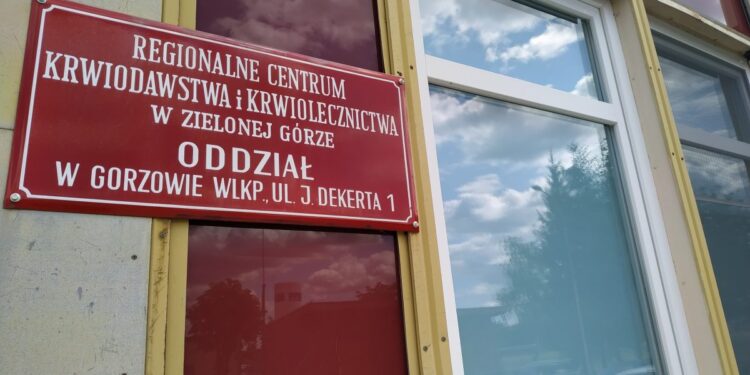 REGIONALNE CENTRUM
KRWIODAWSTWA i KRWIOLECZNICTWA
W ZIELONEJ GÓRZE
ODDZIAŁ
W GORZOWIE WLKP., UL. J. DEKERTA 1